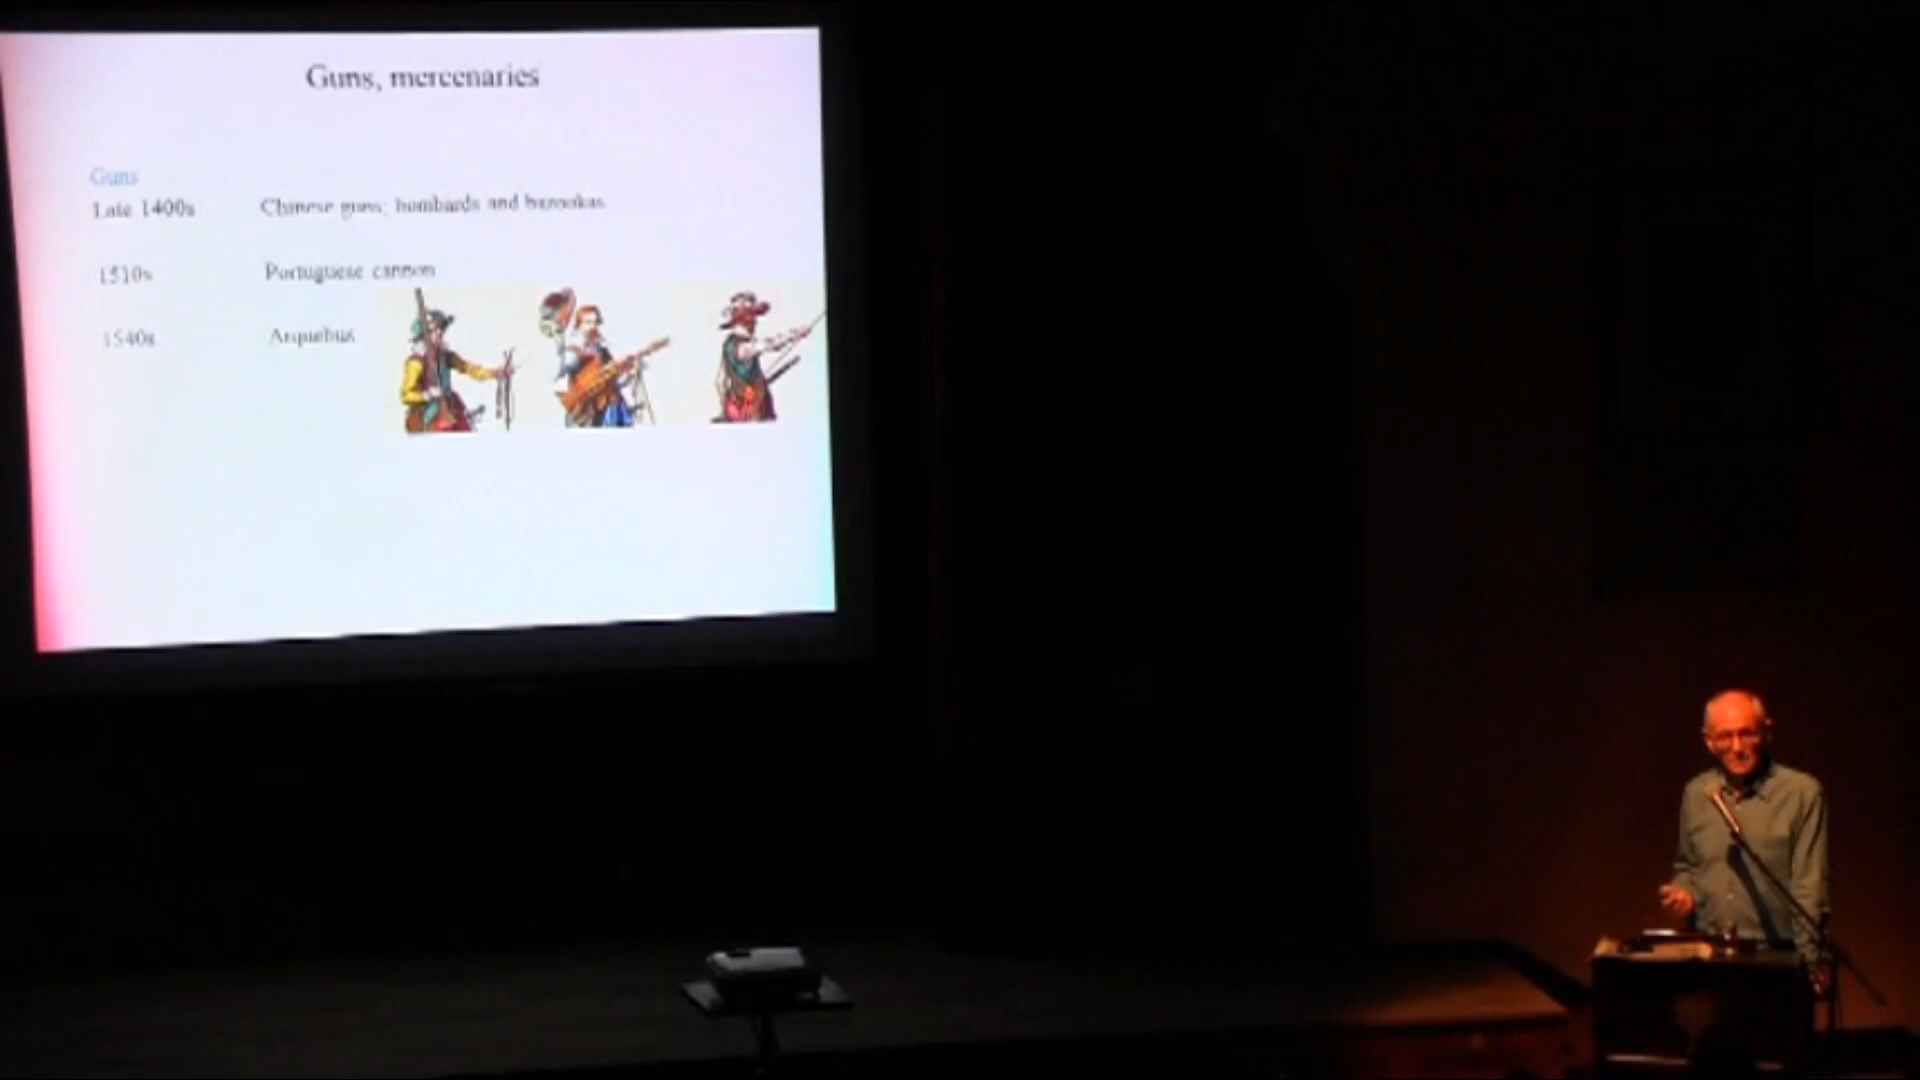 Guns, mercenaries
Guns
Late 1400s Chinese guns; bombards and bazookas
1510s Portuguese cannon
1540s Arquebus